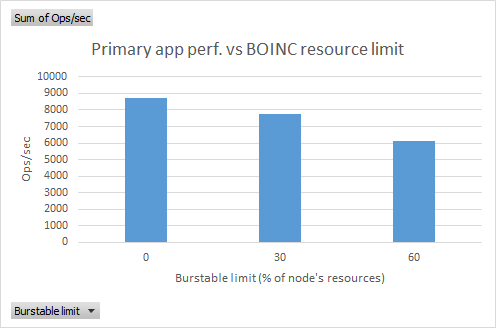 Sum of Ops/sec
Primary app perf. vs BOINC resource limit
10000
9000
8000
7000
6000
5000
4000
3000
2000
1000
0
Ops/sec
0 30 60
Burstable limit (% of node's resources)
Burstable limit